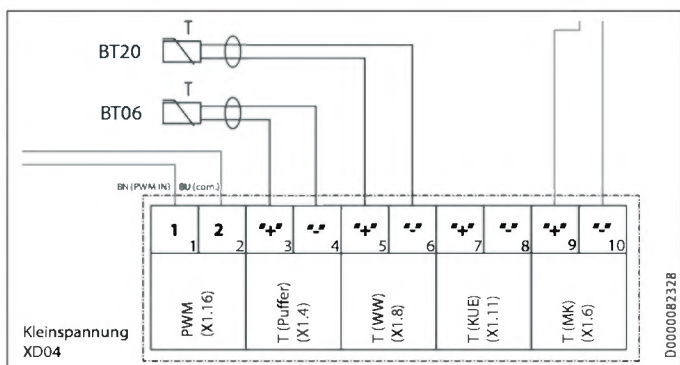 T
BT20
T
BT06
BN (PWM IN) BU (com.)
1 2 "+" "-" "+" "-" "+" "-" "+" "-"
1 2 3 4 5 6 7 8 9 10
PWM
(X1.16)
T (Puffer)
(X1.4)
T (WW)
(X1.8)
T (KUE)
(X1.11)
T (MK)
(X1.6)
Kleinspannung
XD04
D0000082328